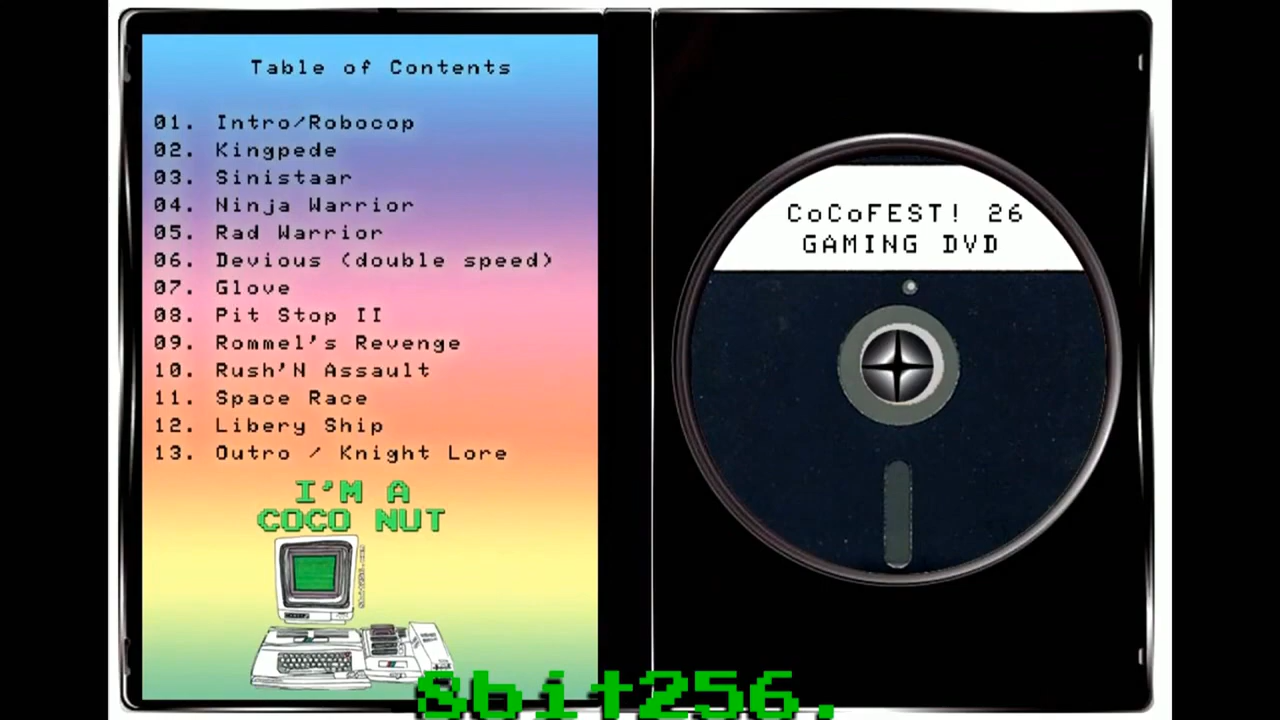 Table of Contents
01. Intro/Robocop
02. Kingpede
03. Sinistaar
04. Ninja Warrior
05. Rad Warrior
06. Devious (double speed)
07. Glove
08. Pit Stop II
09. Rommel's Revenge
10. Rush'N Assault
11. Space Race
12. Libery Ship
13. Outro / Knight Lore
I'M A
COCO NUT
CoCoFEST! 26
GAMING DVD
8bit256.